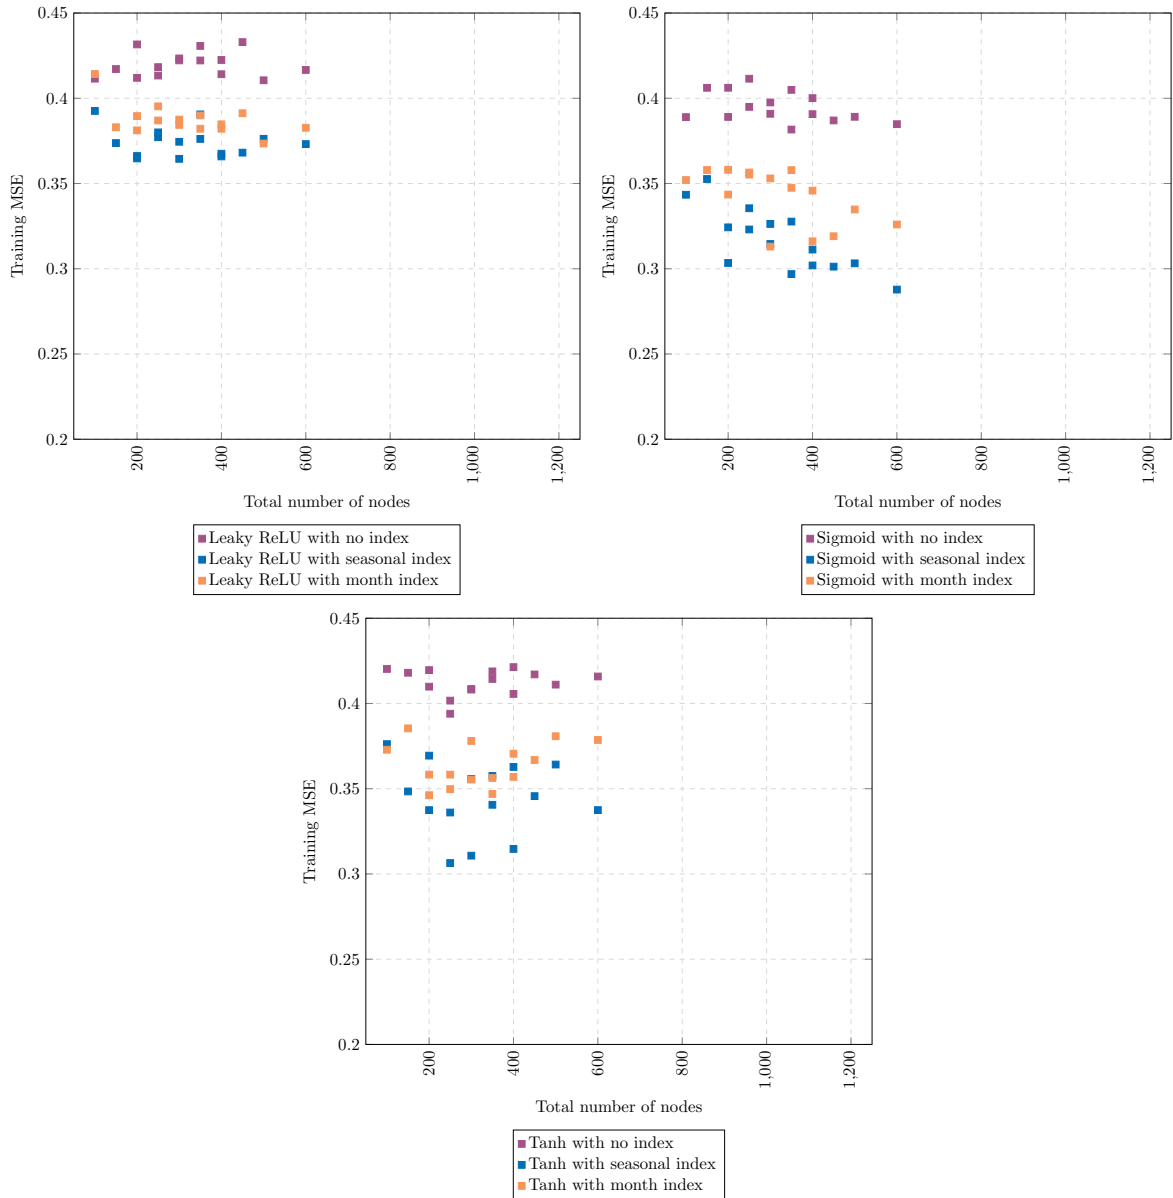 0.45
0.4
0.35
0.3
0.25
0.2
Training MSE
200
400
600
800
1,000
1,200
Total number of nodes
Leaky ReLU with no index
Leaky ReLU with seasonal index
Leaky ReLU with month index
0.45
0.4
0.35
0.3
0.25
0.2
Training MSE
200
400
600
800
1,000
1,200
Total number of nodes
Sigmoid with no index
Sigmoid with seasonal index
Sigmoid with month index
0.45
0.4
0.35
0.3
0.25
0.2
Training MSE
200
400
600
800
1,000
1,200
Total number of nodes
Tanh with no index
Tanh with seasonal index
Tanh with month index